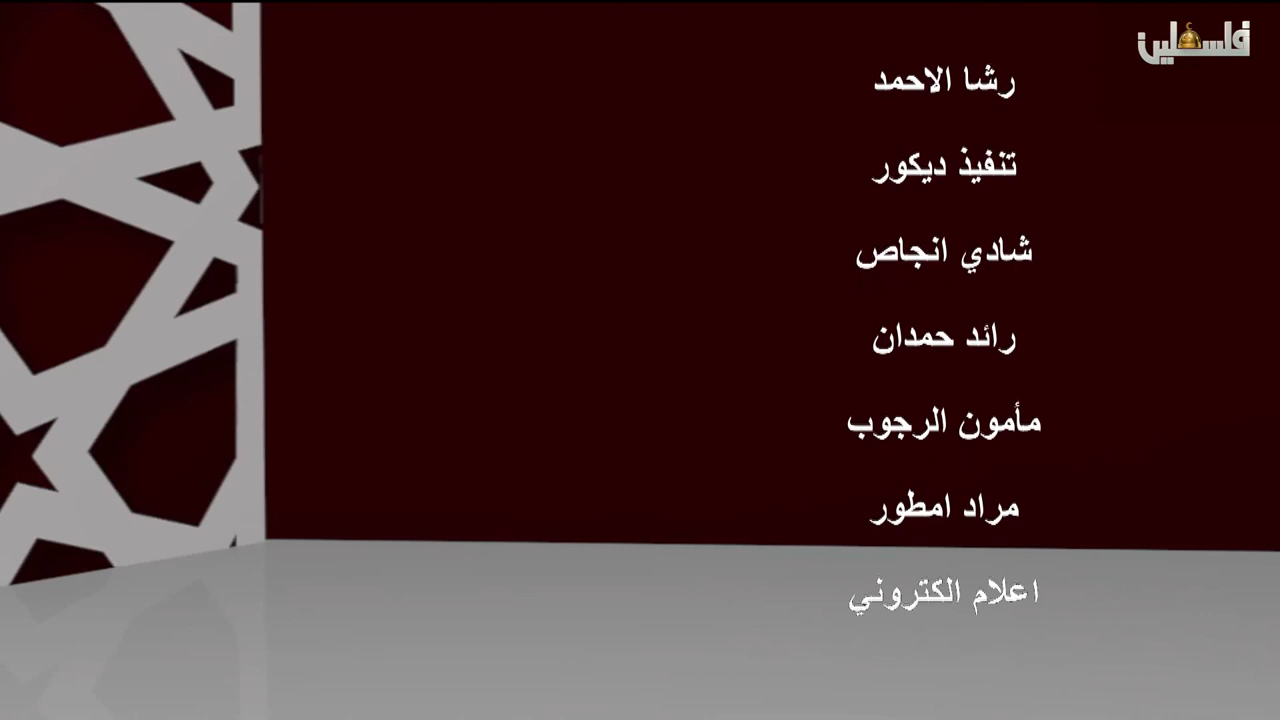 فلسطين
رشا الاحمد
تنفيذ ديكور
شادي انجاص
رائد حمدان
مأمون الرجوب
مراد امطور
اعلام الكتروني